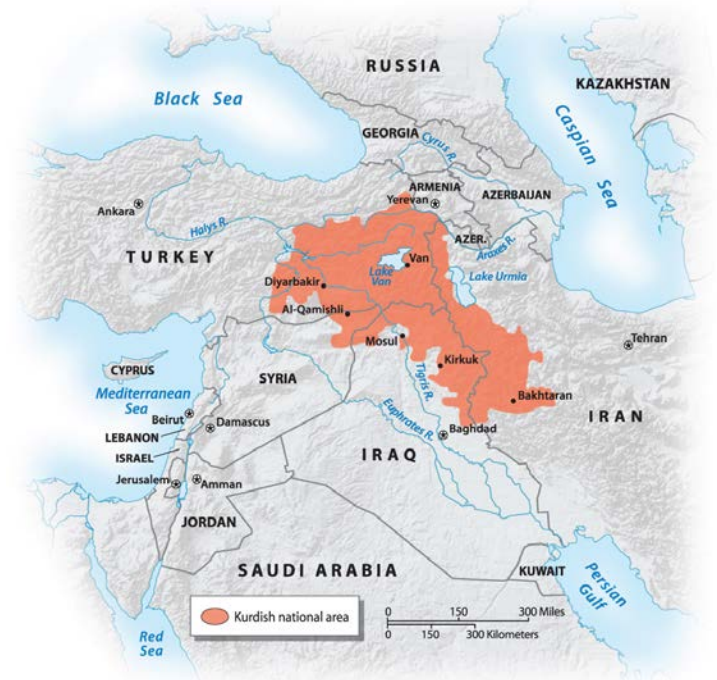 RUSSIA
KAZAKHSTAN
Black Sea
Caspian Sea
GEORGIA
Cyrus R.
ARMENIA
Yerevan
AZERBAIJAN
Ankara
Halys R.
AZER.
Araxes R.
TURKEY
Van
Lake
Van
Lake Urmia
Diyarbakir
Al-Qamishli
Mosul
Tehran
Kirkuk
Tigris R.
CYPRUS
SYRIA
Bakhtaran
Mediterranean
Sea
Euphrates R.
IRAN
Beirut
Damascus
Baghdad
LEBANON
ISRAEL
IRAQ
Jerusalem
Amman
JORDAN
SAUDI ARABIA
KUWAIT
Persian
Gulf
Red
Sea
Kurdish national area
0 150 300 Miles
0 150 300 Kilometers